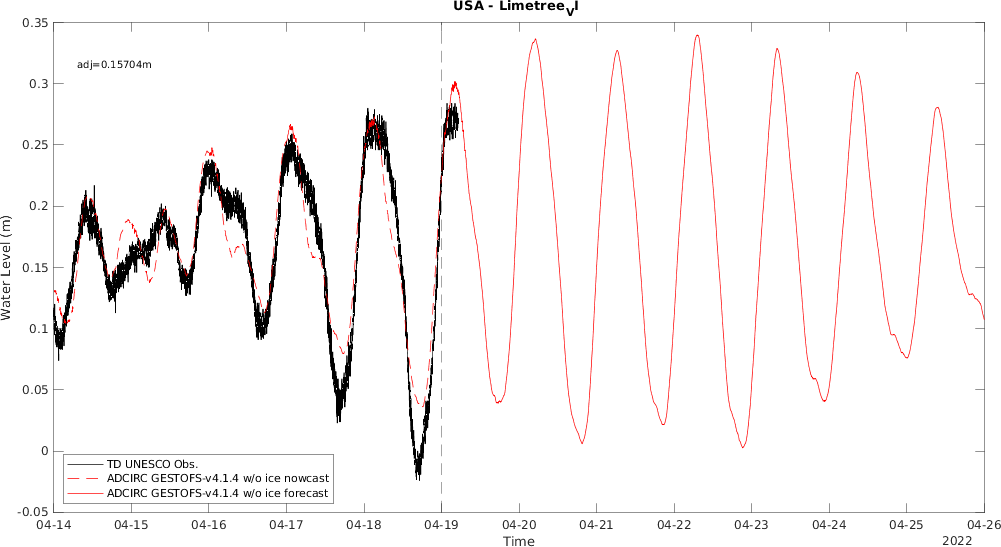 USA - Limetree_VI
adj=0.15704m
0.35
0.3
0.25
0.2
0.15
0.1
0.05
0
-0.05
Water Level (m)
TD UNESCO Obs.
ADCIRC GESTOFS-v4.1.4 w/o ice nowcast
ADCIRC GESTOFS-v4.1.4 w/o ice forecast
04-14 04-15 04-16 04-17 04-18 04-19 04-20 04-21 04-22 04-23 04-24 04-25 04-26
Time
2022